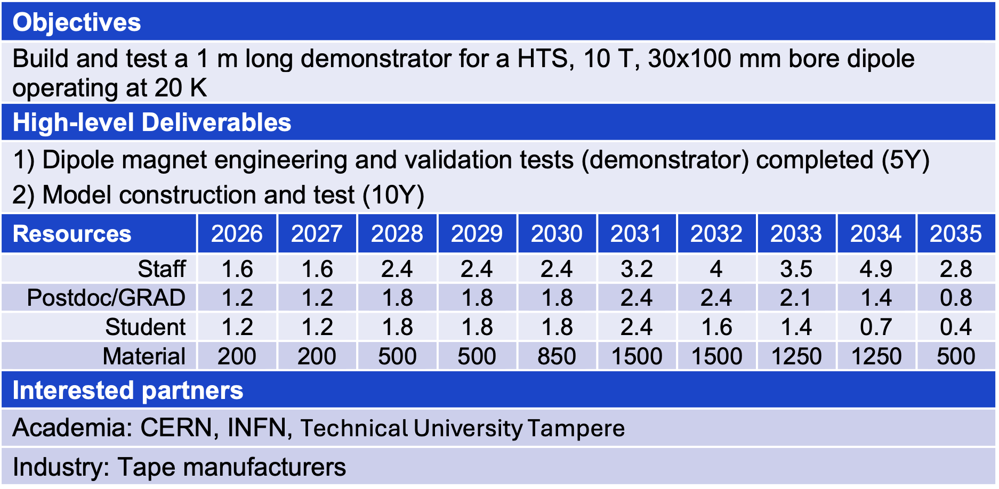 Objectives
Build and test a 1 m long demonstrator for a HTS, 10 T, 30x100 mm bore dipole
operating at 20 K
High-level Deliverables
1) Dipole magnet engineering and validation tests (demonstrator) completed (5Y)
2) Model construction and test (10Y)
Resources 2026 2027 2028 2029 2030 2031 2032 2033 2034 2035
Staff 1.6 1.6 2.4 2.4 2.4 3.2 4 3.5 4.9 2.8
Postdoc/GRAD 1.2 1.2 1.8 1.8 1.8 2.4 2.4 2.1 1.4 0.8
Student 1.2 1.2 1.8 1.8 1.8 2.4 1.6 1.4 0.7 0.4
Material 200 200 500 500 850 1500 1500 1250 1250 500
Interested partners
Academia: CERN, INFN, Technical University Tampere
Industry: Tape manufacturers